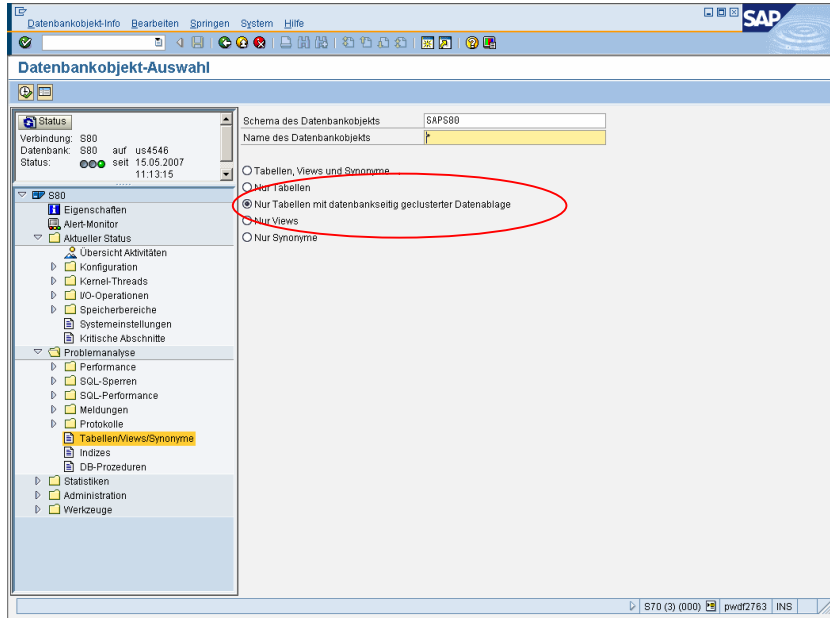 Datenbankobjekt-Info Bearbeiten Springen System Hilfe
SAP
Datenbankobjekt-Auswahl
Status
Verbindung: S80
Datenbank: S80 auf us4546
Status: seit 15.05.2007
11:13:15
Schema des Datenbankobjekts SAPS80
Name des Datenbankobjekts *
Tabellen, Views und Synonyme
Nur Tabellen
Nur Tabellen mit datenbankseitig geclusterter Datenablage
Nur Views
Nur Synonyme
S80
Eigenschaften
Alert-Monitor
Aktueller Status
Übersicht Aktivitäten
Konfiguration
Kernel-Threads
I/O-Operationen
Speicherbereiche
Systemeinstellungen
Kritische Abschnitte
Problemanalyse
Performance
SQL-Sperren
SQL-Performance
Meldungen
Protokolle
Tabellen/Views/Synonyme
Indizes
DB-Prozeduren
Statistiken
Administration
Werkzeuge
S70 (3) (000) pwdf2763 INS